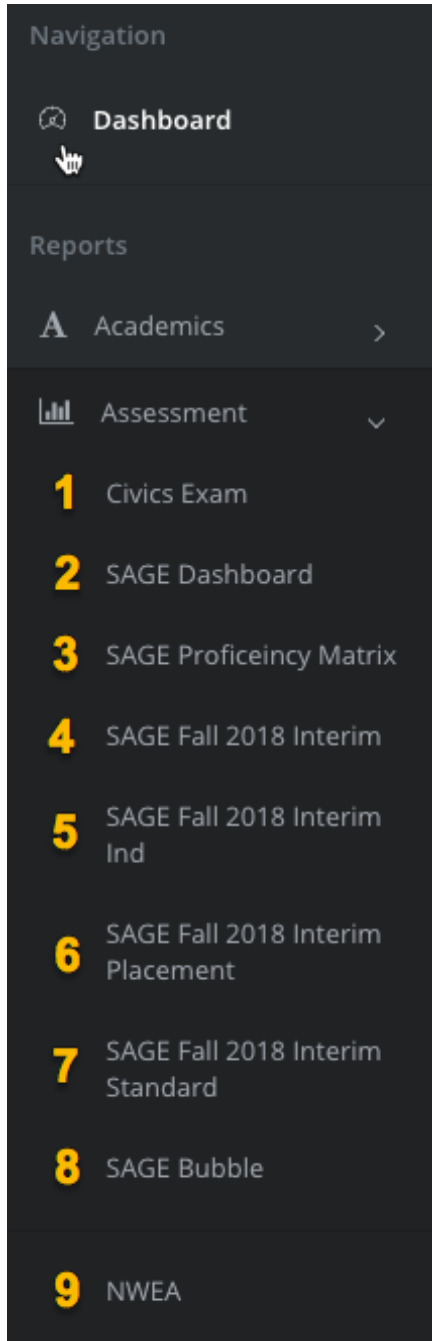 Navigation
Dashboard
Reports
A Academics
Assessment
1 Civics Exam
2 SAGE Dashboard
3 SAGE Proficeincy Matrix
4 SAGE Fall 2018 Interim
5 SAGE Fall 2018 Interim
Ind
6 SAGE Fall 2018 Interim
Placement
7 SAGE Fall 2018 Interim
Standard
8 SAGE Bubble
9 NWEA